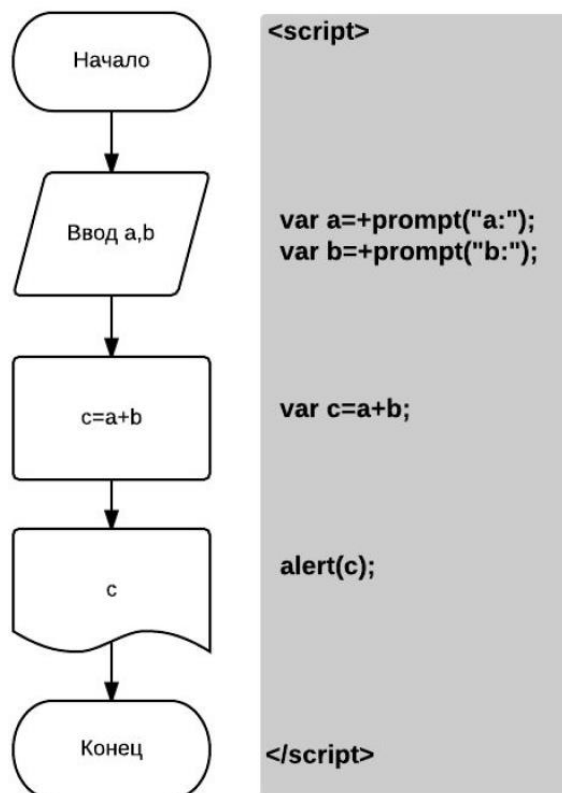 Начало
<script>
Ввод a,b
var a=+prompt("a:");
var b=+prompt("b:");
c=a+b
var c=a+b;
c
alert(c);
Конец
</script>